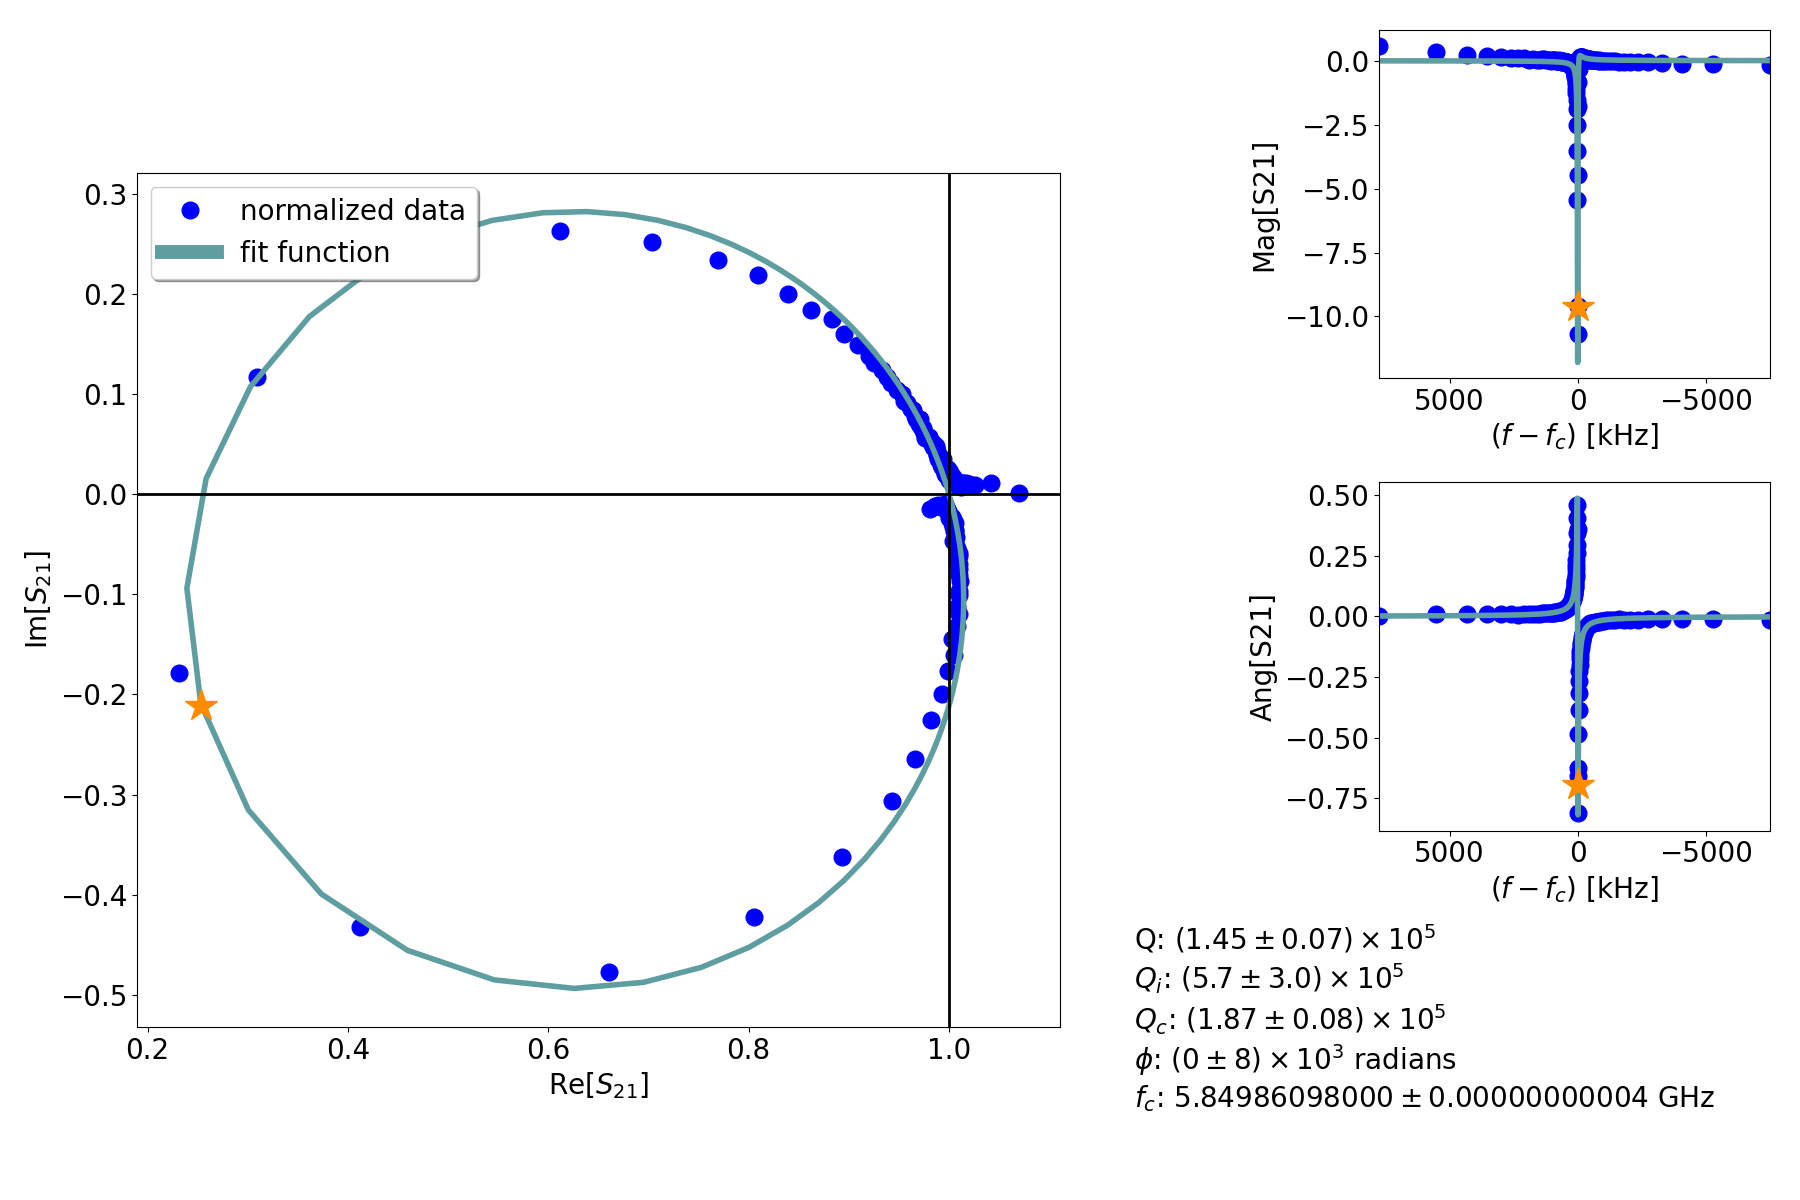 normalized data
fit function
0.3
0.2
0.1
0.0
−0.1
−0.2
−0.3
−0.4
−0.5
Im[S21]
0.2 0.4 0.6 0.8 1.0
Re[S21]
0.0
−2.5
−5.0
−7.5
−10.0
Mag[S21]
5000 0 −5000
(f − fc) [kHz]
0.50
0.25
0.00
−0.25
−0.50
−0.75
Ang[S21]
5000 0 −5000
(f − fc) [kHz]
Q: (1.45 ± 0.07) × 10^5
Qi: (5.7 ± 3.0) × 10^5
Qc: (1.87 ± 0.08) × 10^5
ϕ: (0 ± 8) × 10^3 radians
fc: 5.84986098000 ± 0.00000000004 GHz